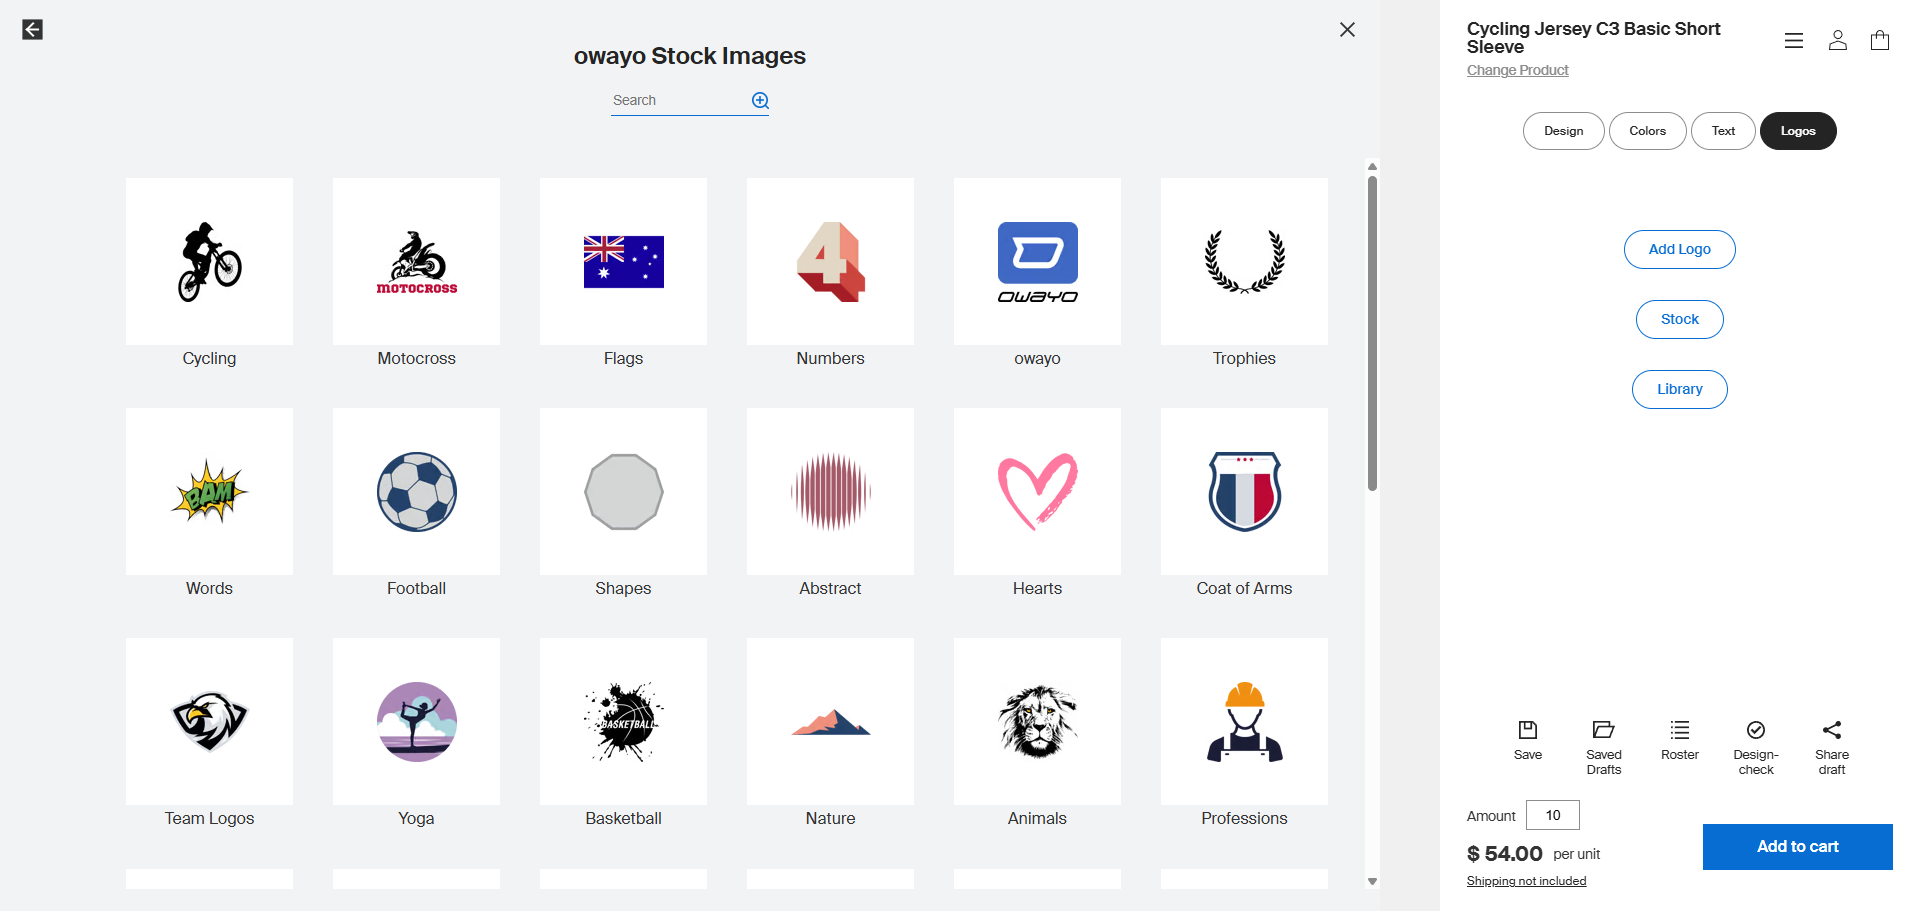 owayo Stock Images
Search
MOTOCROSS
4
owayo
Cycling
Motocross
Flags
Numbers
owayo
Trophies
BAM
Words
Football
Shapes
Abstract
Hearts
Coat of Arms
BASKETBALL
Team Logos
Yoga
Basketball
Nature
Animals
Professions
Cycling Jersey C3 Basic Short
Sleeve
Change Product
Design
Colors
Text
Logos
Add Logo
Stock
Library
Save
Saved
Drafts
Roster
Design-
check
Share
draft
Amount
10
$ 54.00 per unit
Shipping not included
Add to cart